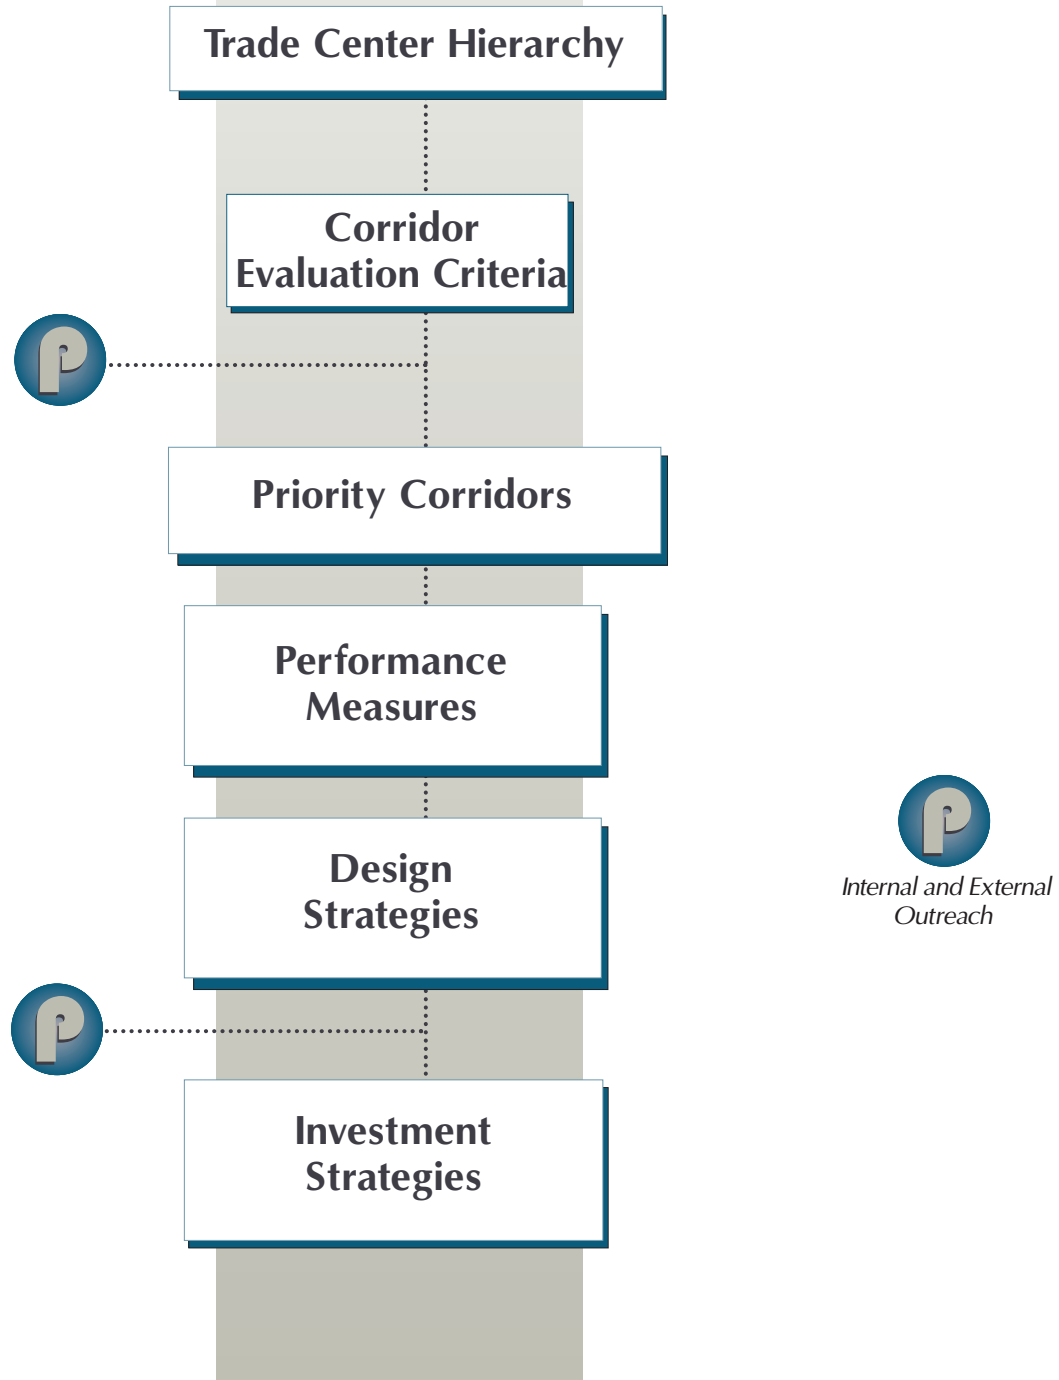 Trade Center Hierarchy
Corridor
Evaluation Criteria
P
Priority Corridors
Performance
Measures
Design
Strategies
P
Internal and External
Outreach
P
Investment
Strategies